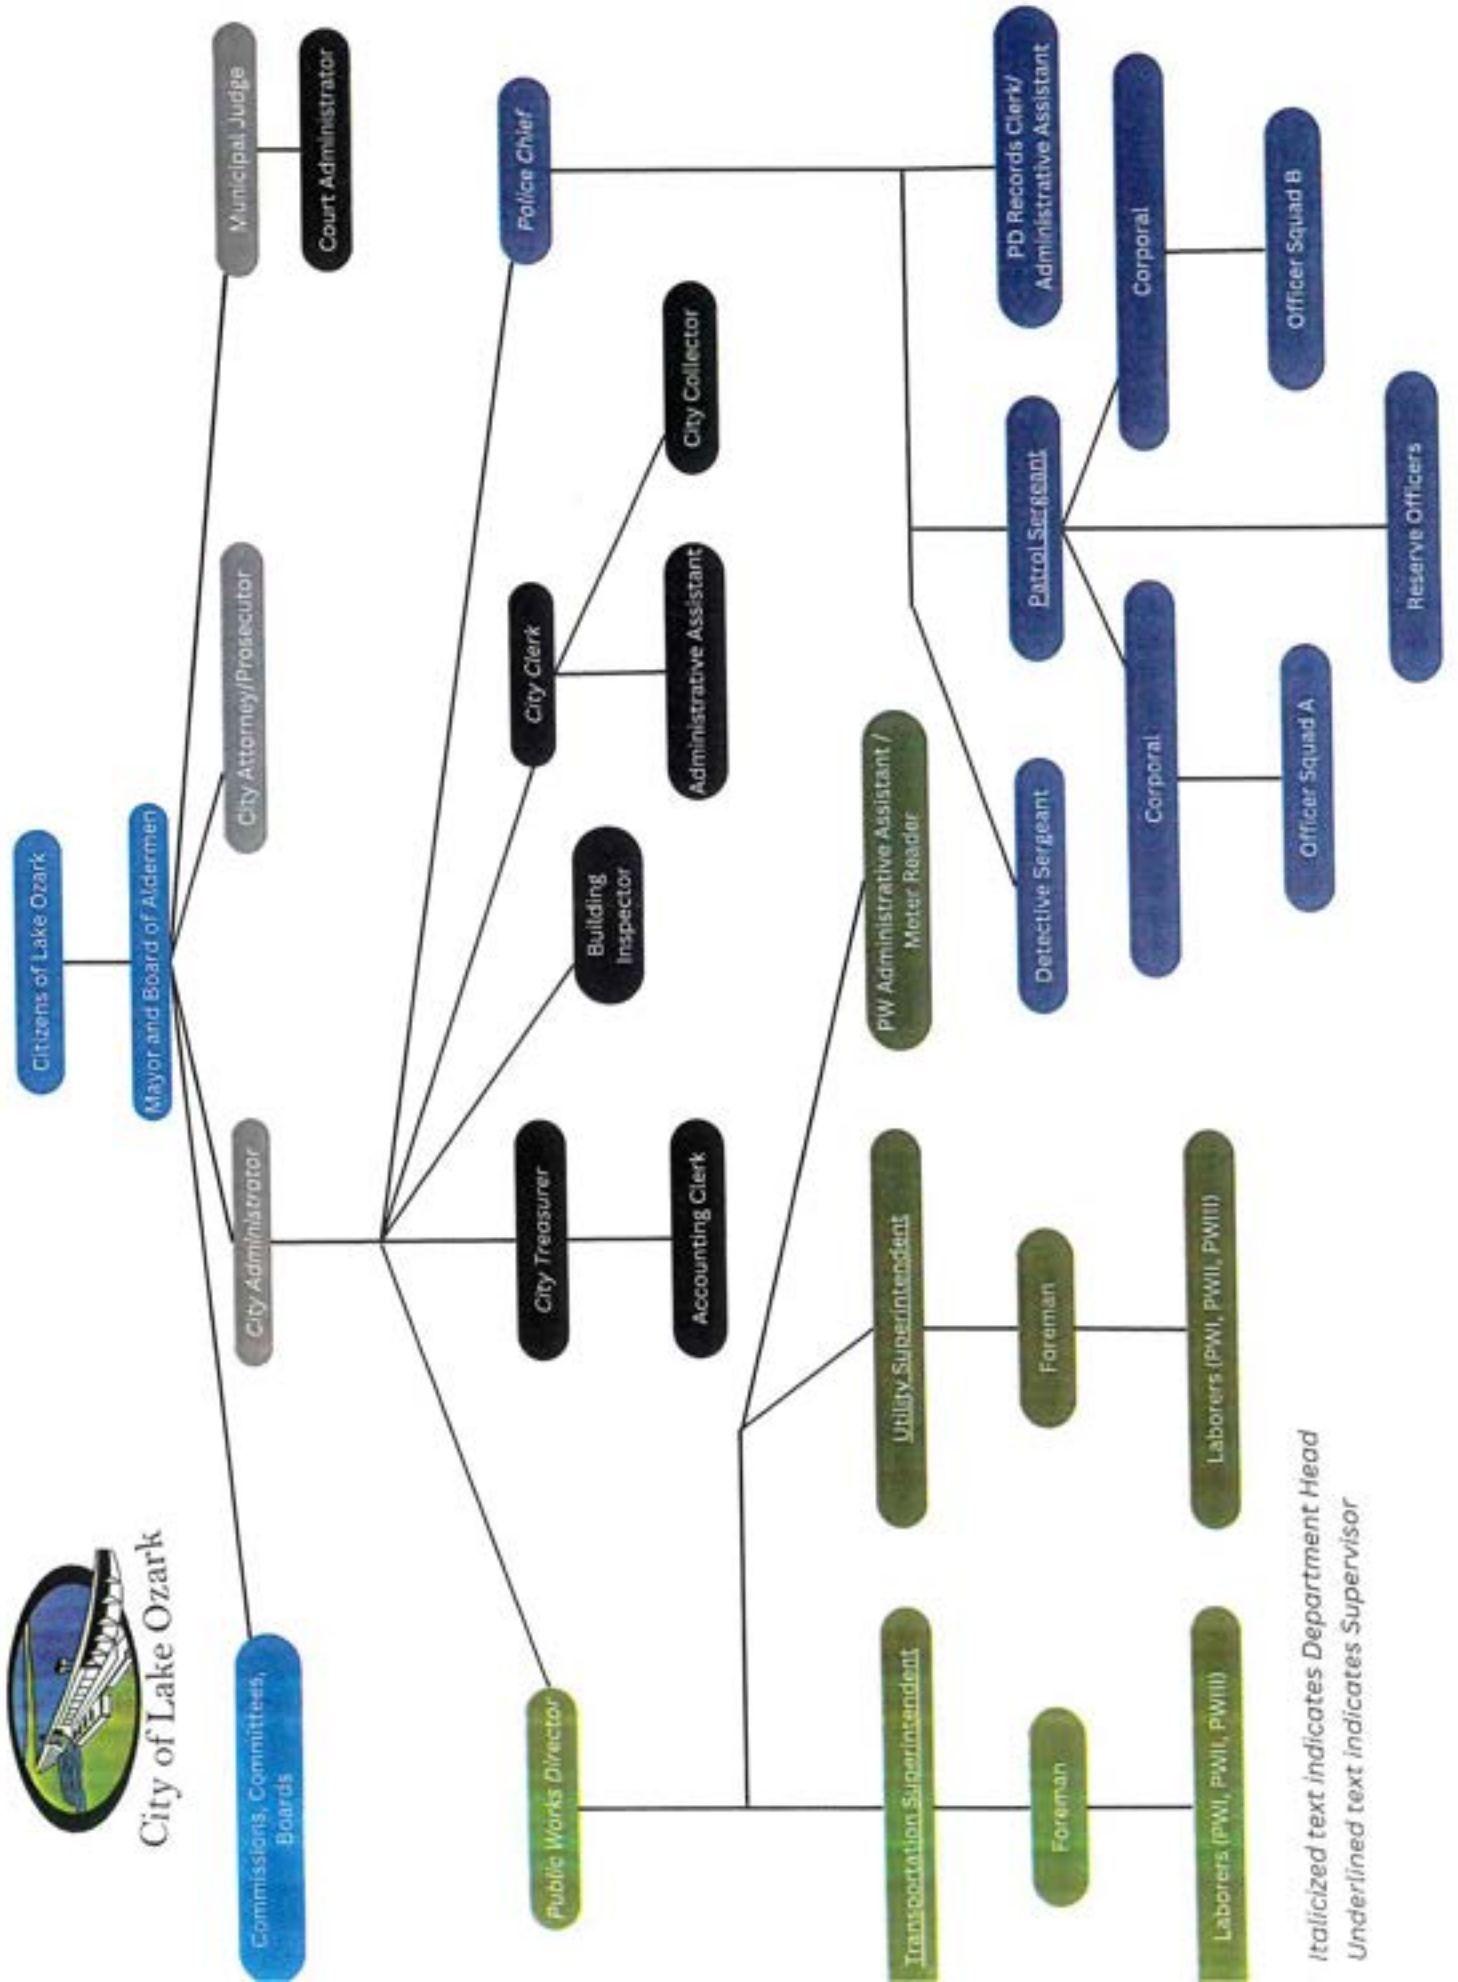 City of Lake Ozark
Citizens of Lake Ozark
Mayor and Board of Aldermen
Commissions, Committees,
Boards
City Administrator
City Attorney/Prosecutor
Municipal Judge
Court Administrator
Public Works Director
City Treasurer
Building
Inspector
City Clerk
Police Chief
Accounting Clerk
Administrative Assistant
City Collector
Transportation Superintendent
Utility Superintendent
PW Administrative Assistant /
Meter Reader
Foreman
Foreman
Laborers (PWI, PWII, PWIII)
Laborers (PWI, PWII, PWIII)
Detective Sergeant
Patrol Sergeant
PD Records Clerk/
Administrative Assistant
Corporal
Corporal
Officer Squad A
Officer Squad B
Reserve Officers
Italicized text indicates Department Head
Underlined text indicates Supervisor